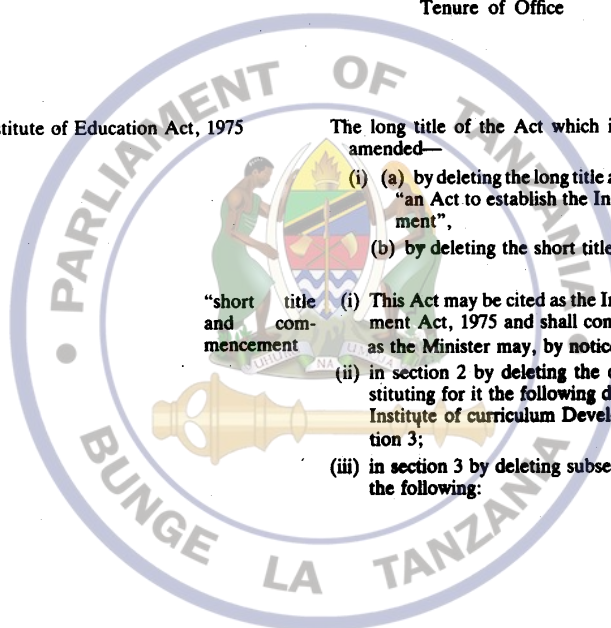 Tenure of Office
PARLIAMENT OF TANZANIA
titute of Education Act, 1975
The long title of the Act which i
amended—
(i) (a) by deleting the long title a
"an Act to establish the In
ment",
(b) by deleting the short title
"short title
and com-
mencement
(i) This Act may be cited as the In
ment Act, 1975 and shall con
as the Minister may, by notice
(ii) in section 2 by deleting the d
stituting for it the following d
Institute of curriculum Devel
tion 3;
(iii) in section 3 by deleting subse
the following:
UHURU NA UMOJA
BUNGE LA TANZANIA